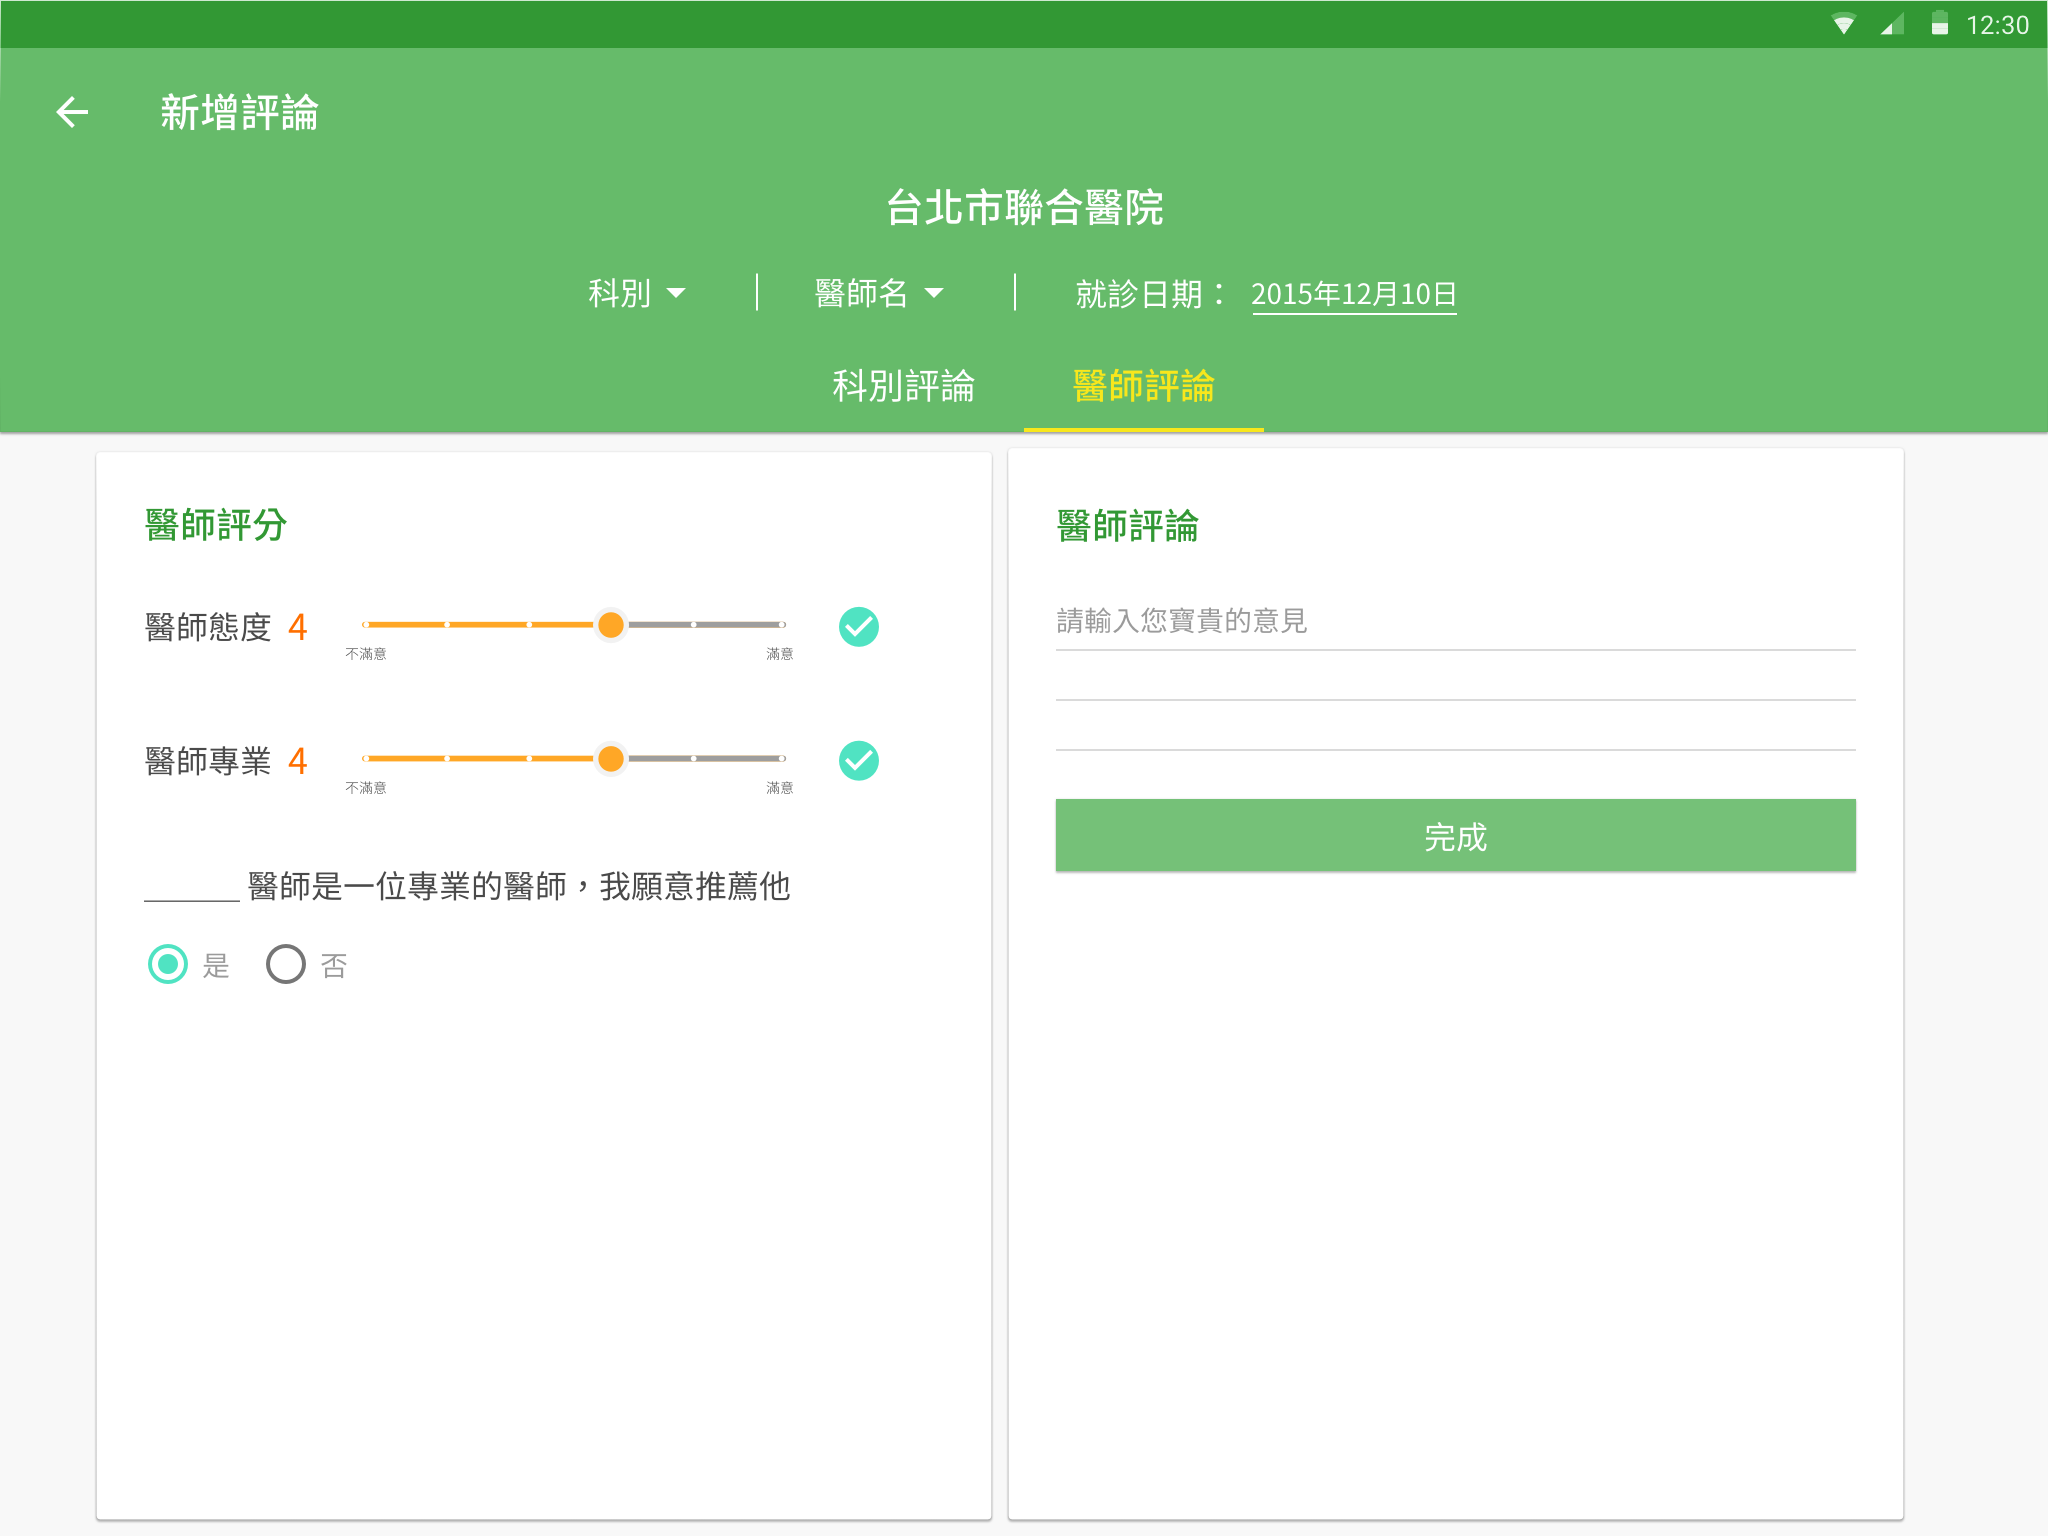 12:30
新增評論
台北市聯合醫院
科別 醫師名 就診日期： 2015年12月10日
科別評論 醫師評論
醫師評分
醫師態度 4
不滿意 滿意
醫師專業 4
不滿意 滿意
______ 醫師是一位專業的醫師，我願意推薦他
是 否
醫師評論
請輸入您寶貴的意見
完成